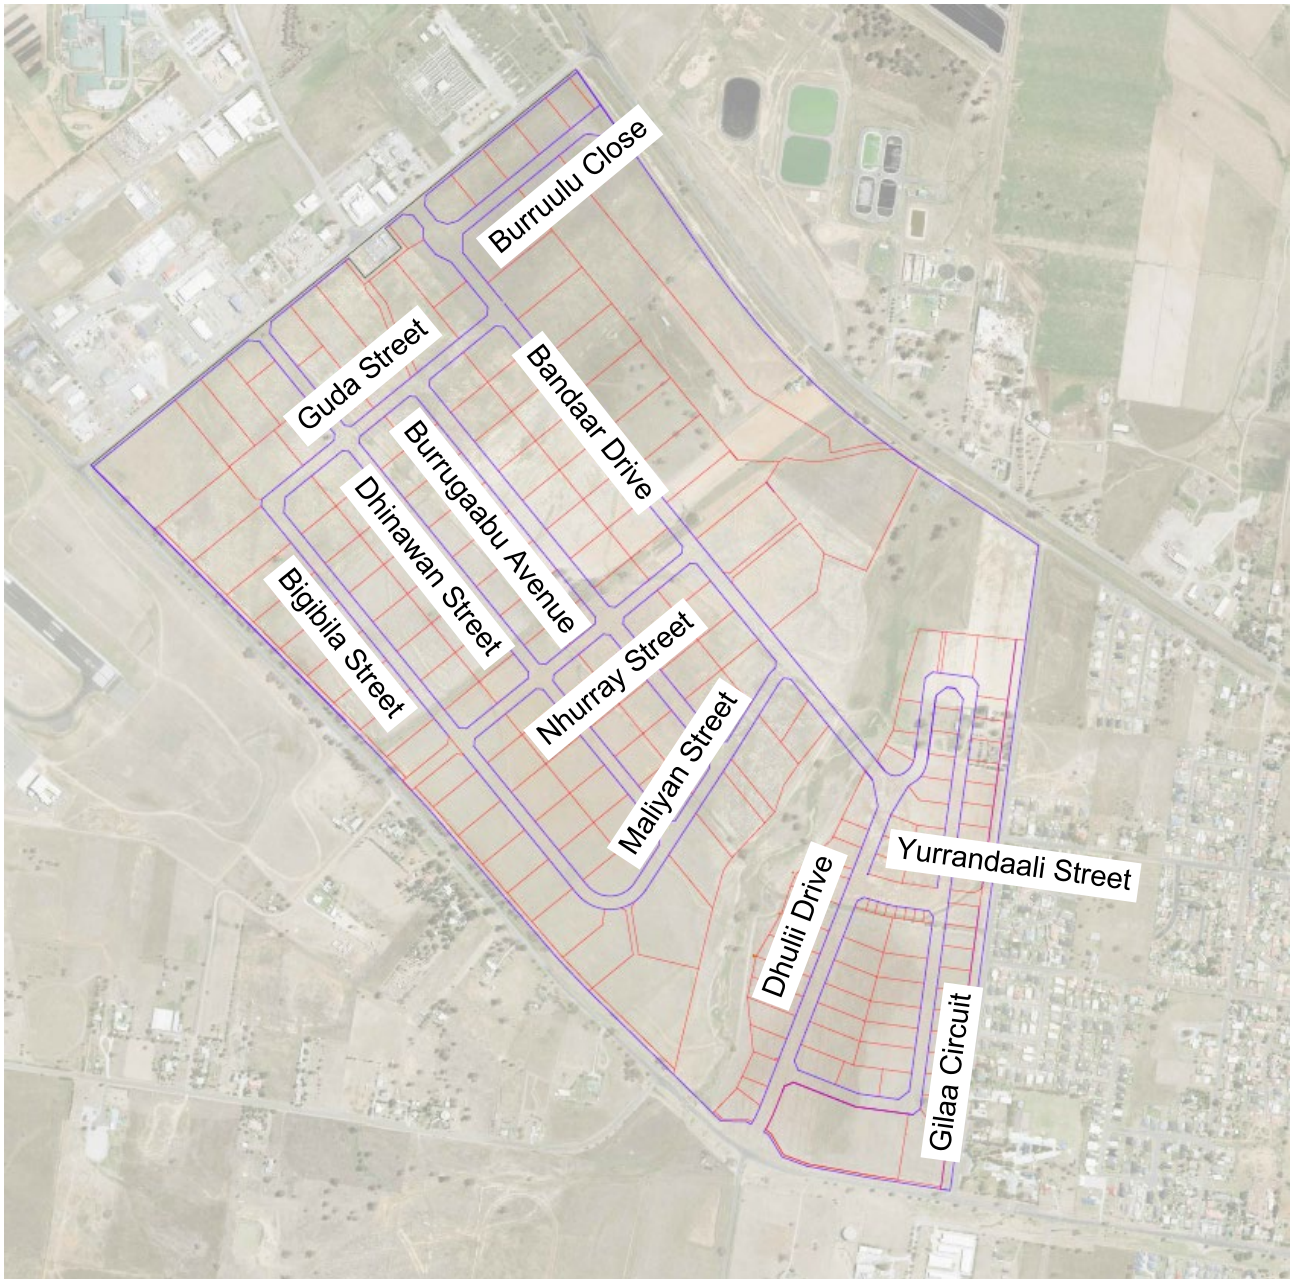 Burruulu Close
Guda Street
Bandaar Drive
Burrugaabu Avenue
Dhinawan Street
Bigibila Street
Nhurray Street
Maliyan Street
Yurrandaali Street
Dhulii Drive
Gilaa Circuit